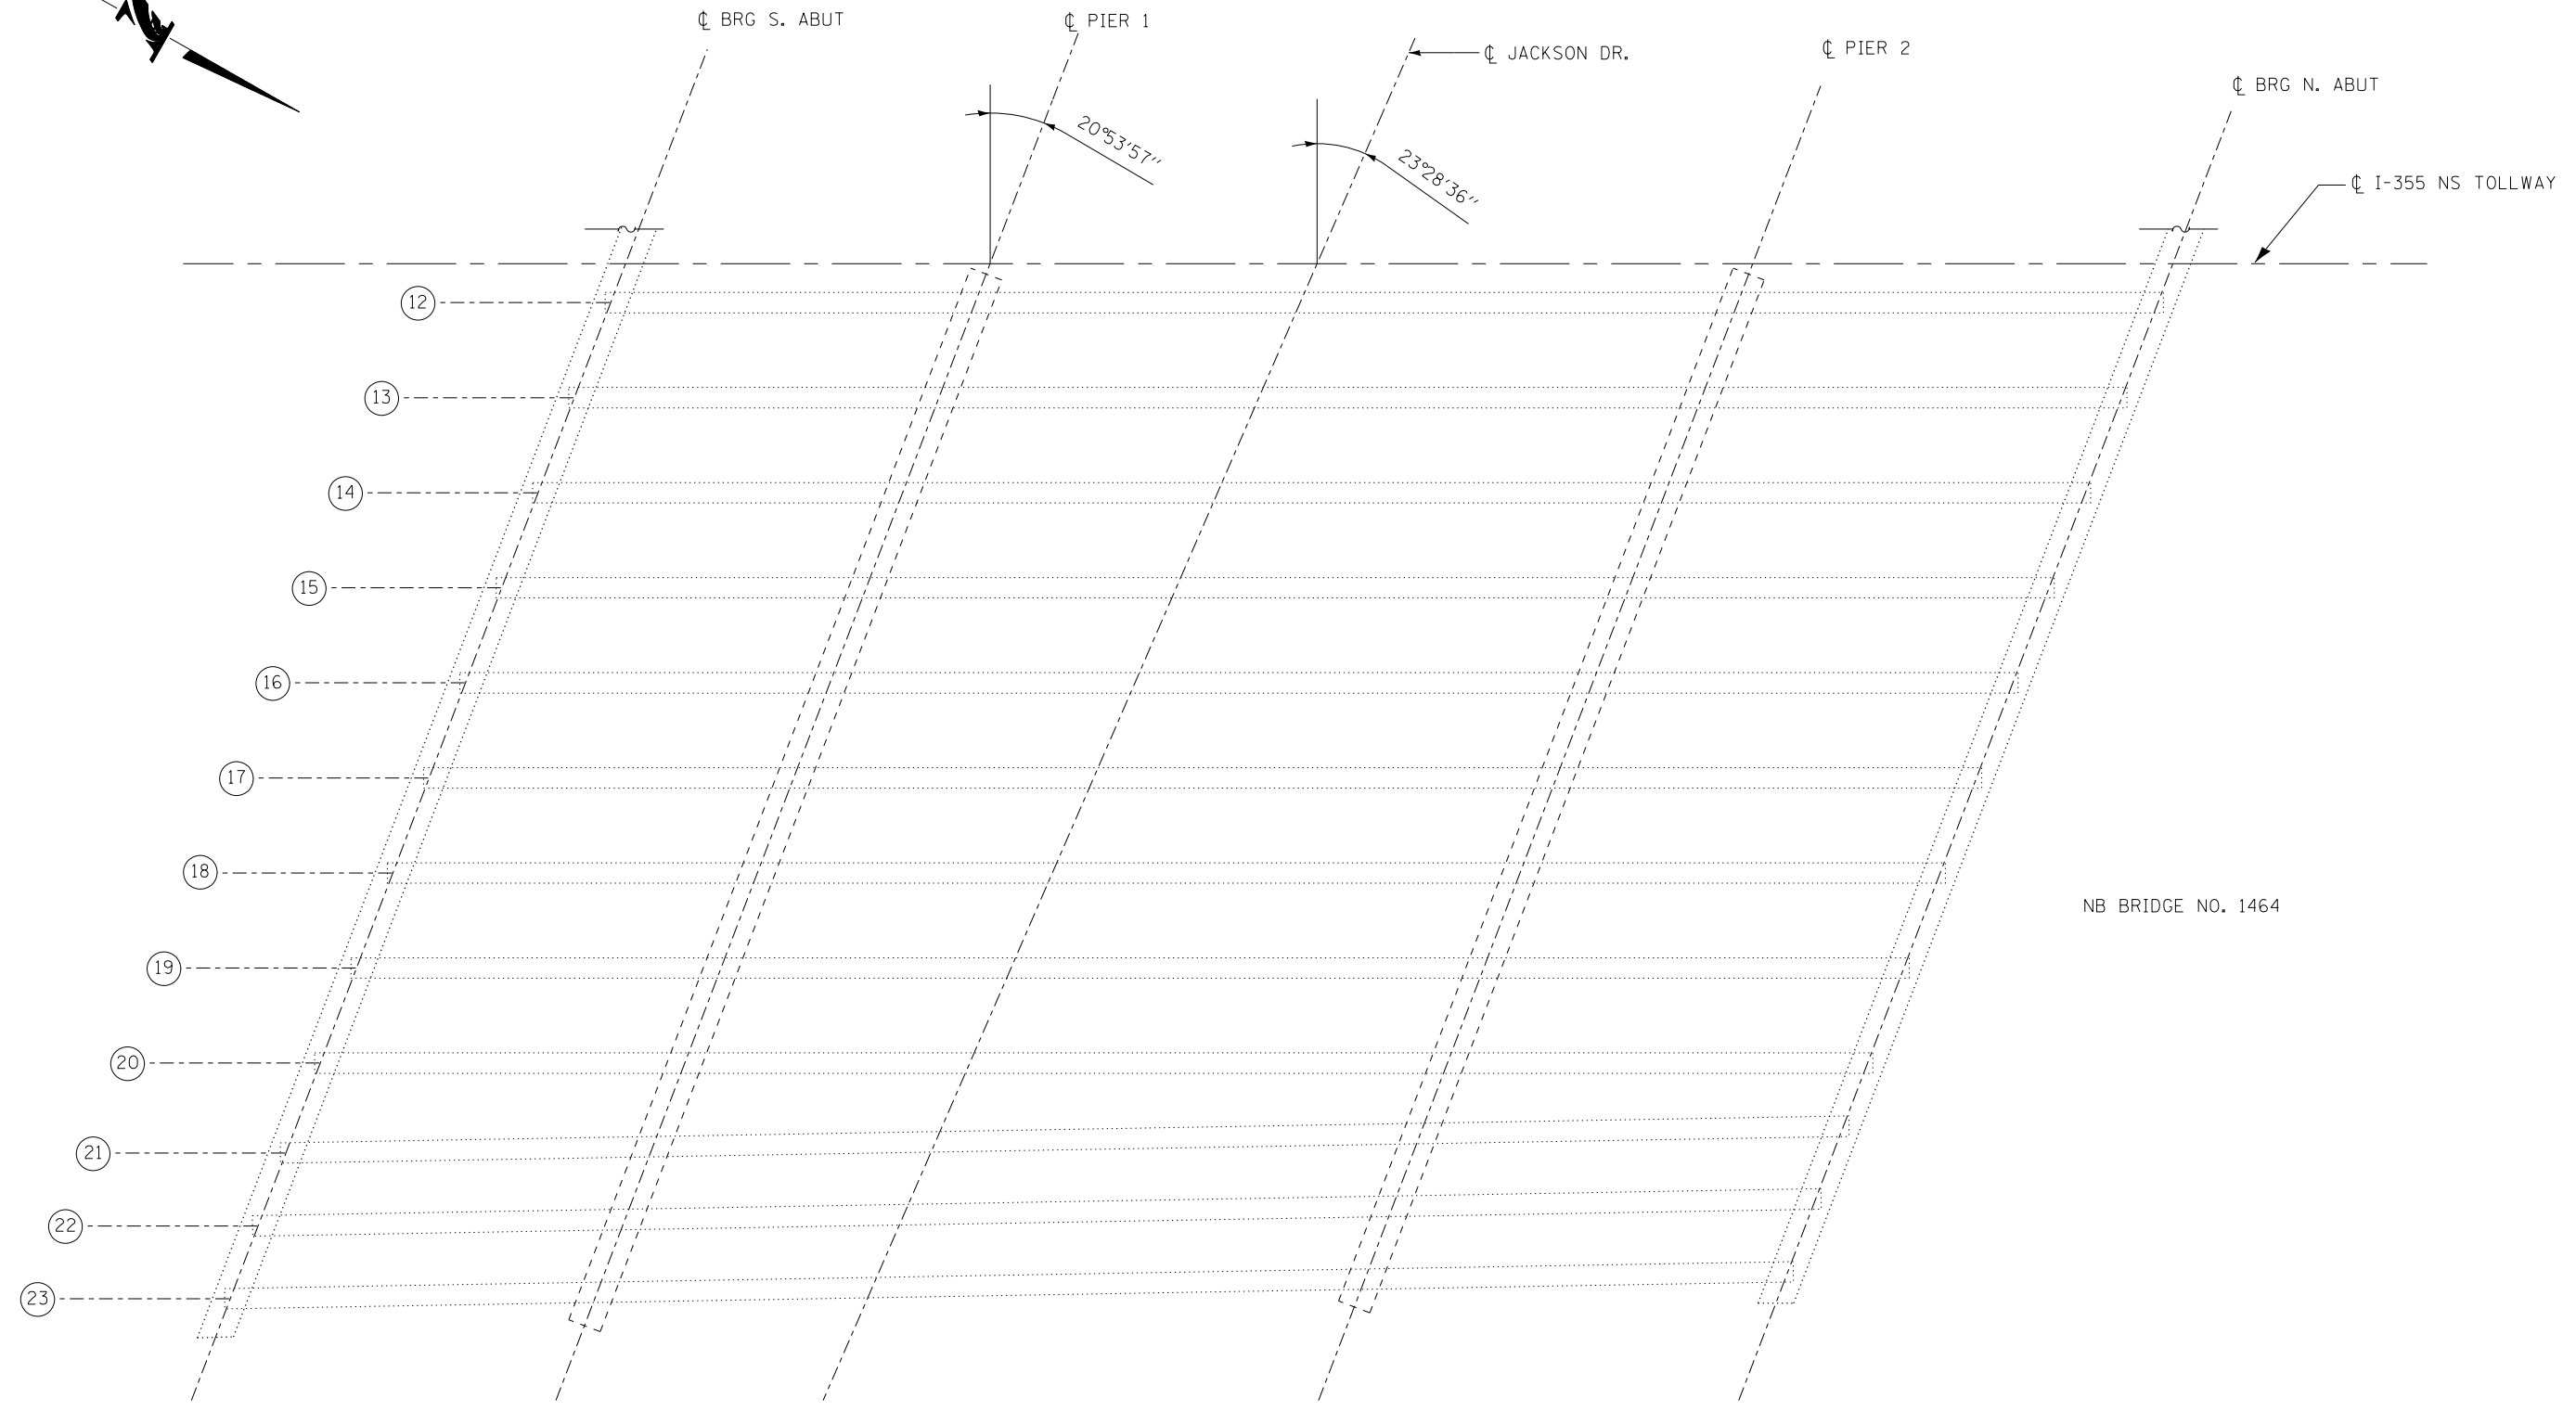 ℄ BRG S. ABUT
℄ PIER 1
℄ JACKSON DR.
℄ PIER 2
℄ BRG N. ABUT
20°53'57"
23°28'36"
℄ I-355 NS TOLLWAY
12
13
14
15
16
17
18
NB BRIDGE NO. 1464
19
20
21
22
23